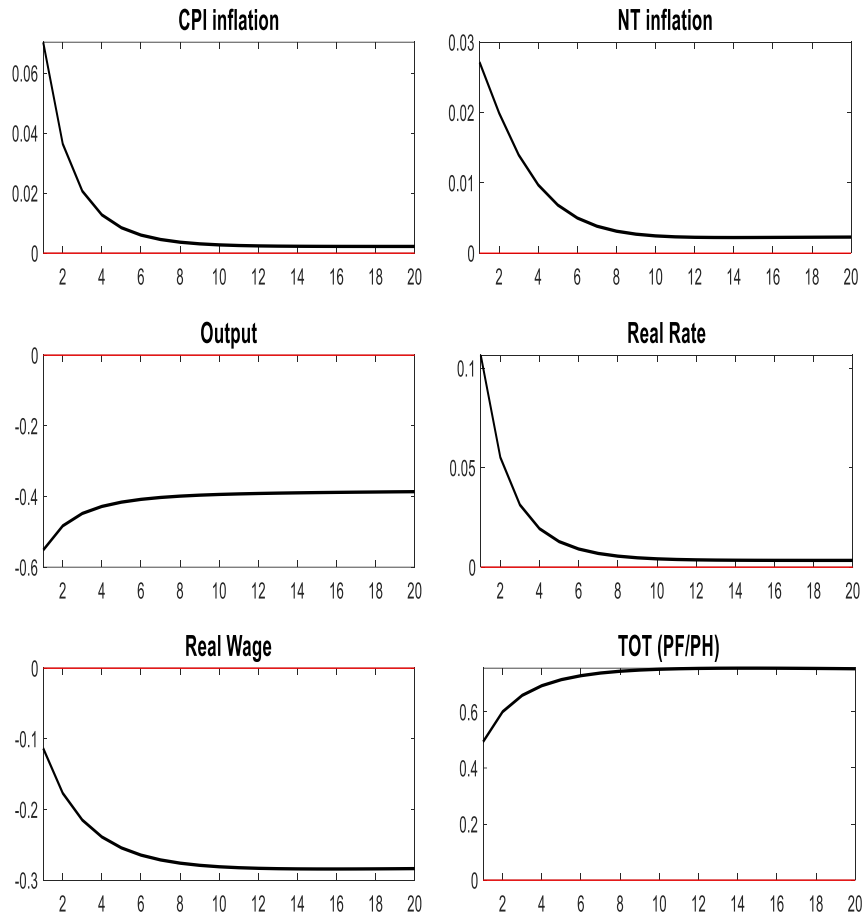 CPI inflation
0.06
0.04
0.02
0
2 4 6 8 10 12 14 16 18 20
NT inflation
0.03
0.02
0.01
0
2 4 6 8 10 12 14 16 18 20
Output
0
-0.2
-0.4
-0.6
2 4 6 8 10 12 14 16 18 20
Real Rate
0.1
0.05
0
2 4 6 8 10 12 14 16 18 20
Real Wage
0
-0.1
-0.2
-0.3
2 4 6 8 10 12 14 16 18 20
TOT (PF/PH)
0.6
0.4
0.2
0
2 4 6 8 10 12 14 16 18 20